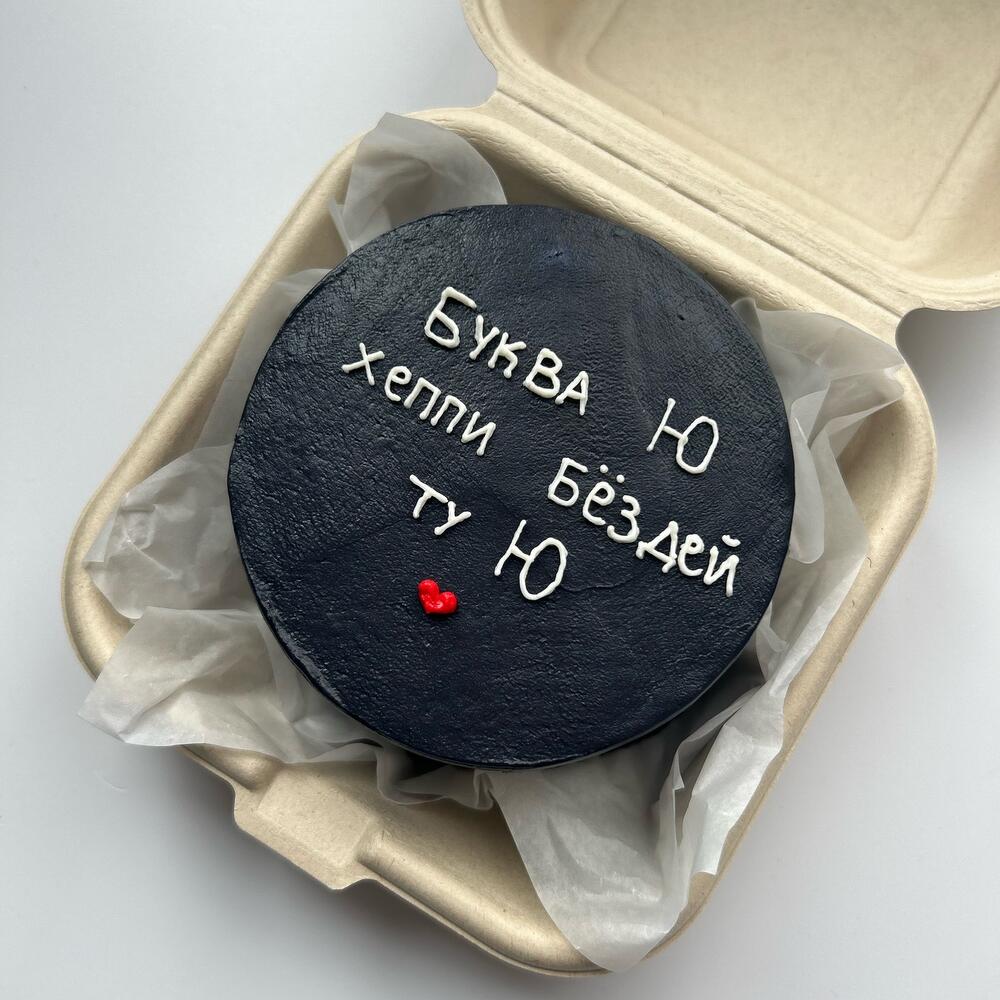 Буква Ю
хеппи бёздей
ту Ю